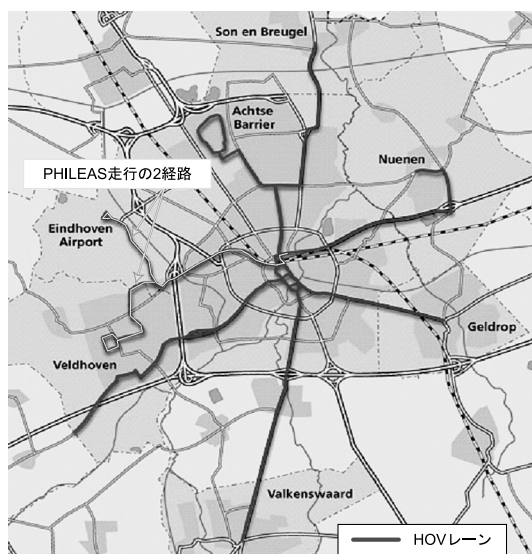 Son en Breugel
Achtse
Barrier
Nuenen
PHILEAS走行の2経路
Eindhoven
Airport
Geldrop
Veldhoven
Valkenswaard
HOVレーン